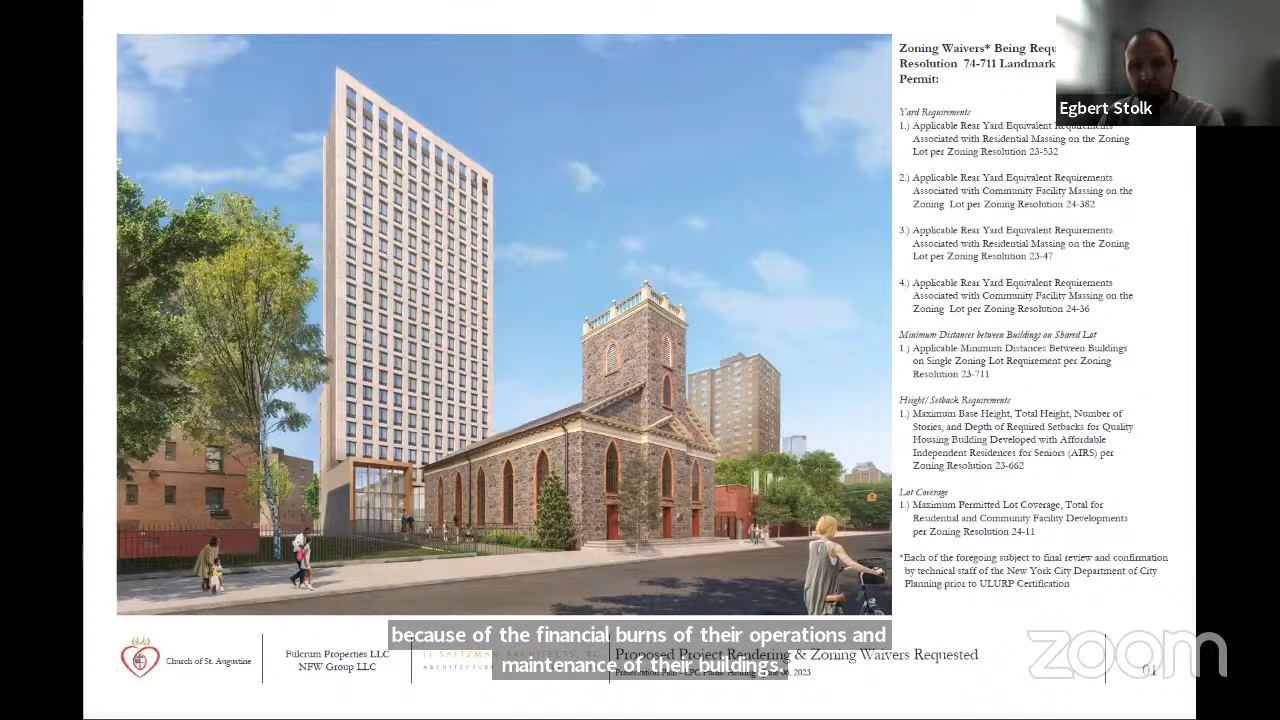 Zoning Waivers* Being Requ
Resolution 74-711 Landmark
Permit:
Egbert Stolk
Yard Requirements
1.) Applicable Rear Yard Equivalent Requirements
Associated with Residential Massing on the Zoning
Lot per Zoning Resolution 23-532
2.) Applicable Rear Yard Equivalent Requirements
Associated with Community Facility Massing on the
Zoning Lot per Zoning Resolution 24-382
3.) Applicable Rear Yard Equivalent Requirements
Associated with Residential Massing on the Zoning
Lot per Zoning Resolution 23-47
4.) Applicable Rear Yard Equivalent Requirements
Associated with Community Facility Massing on the
Zoning Lot per Zoning Resolution 24-36
Minimum Distances between Buildings on Shared Lot
1.) Applicable Minimum Distances Between Buildings
on Single Zoning Lot Requirement per Zoning
Resolution 23-711
Height/Setback Requirements
1.) Maximum Base Height, Total Height, Number of
Stories, and Depth of Required Setbacks for Quality
Housing Building Developed with Affordable
Independent Residences for Seniors (AIRS) per
Zoning Resolution 23-662
Lot Coverage
1.) Maximum Permitted Lot Coverage, Total for
Residential and Community Facility Developments
per Zoning Resolution 24-11
*Each of the foregoing subject to final review and confirmation
by technical staff of the New York City Department of City
Planning prior to ULURP Certification
because of the financial burns of their operations and
maintenance of their buildings.
Church of St. Augustine
Fulcrum Properties LLC
NFW Group LLC
Proposed Project Rendering & Zoning Waivers Requested
Preservation Plan - LPC Public Hearing 06, 2023
zoom
01